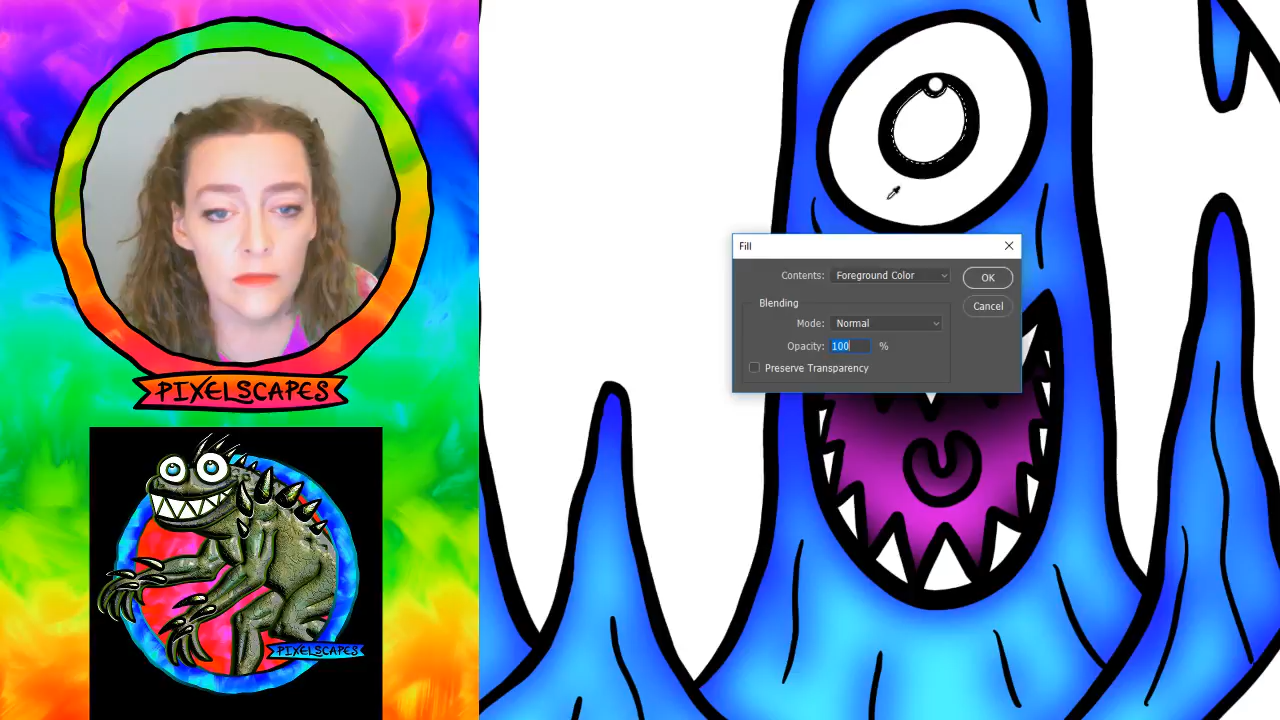 PIXELSCAPES
PIXELSCAPES
Fill
Contents: Foreground Color
OK
Cancel
Blending
Mode: Normal
Opacity: 100 %
Preserve Transparency